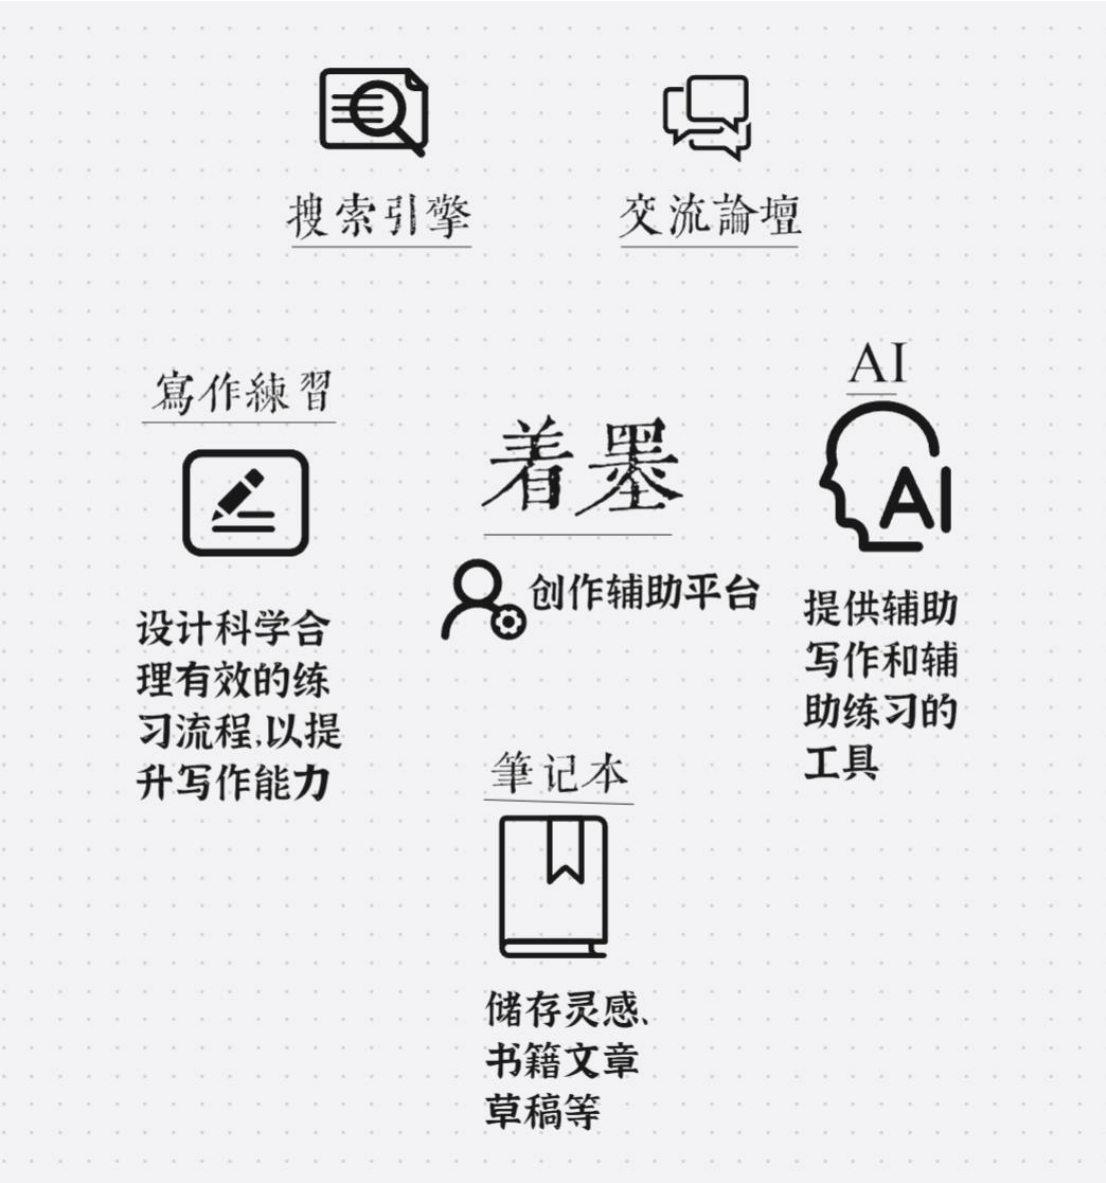 搜索引擎
交流論壇
寫作練習
设计科学合
理有效的练
习流程,以提
升写作能力
着墨
创作辅助平台
AI
AI
提供辅助
写作和辅
助练习的
工具
筆记本
储存灵感、
书籍文章
草稿等